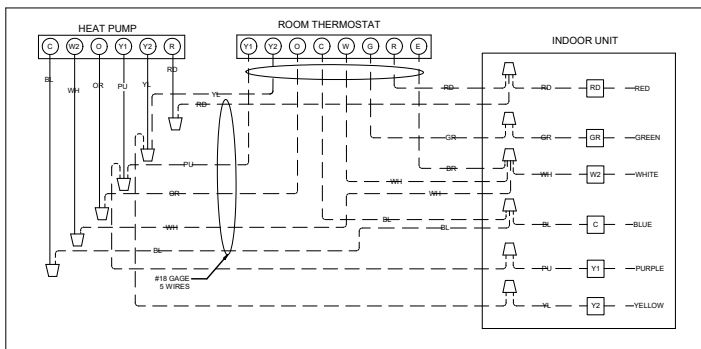 HEAT PUMP
ROOM THERMOSTAT
INDOOR UNIT
C W2 O Y1 Y2 R
Y1 Y2 O C W G R E
BL
WH
OR
PU
YL
RD
YL
RD
RD
RD
RD
RED
GR
GR
GR
GREEN
PU
BR
WH
WH
WH
W2
WHITE
OR
WH
BL
BL
C
BLUE
BL
#18 GAGE
5 WIRES
PU
Y1
PURPLE
YL
Y2
YELLOW